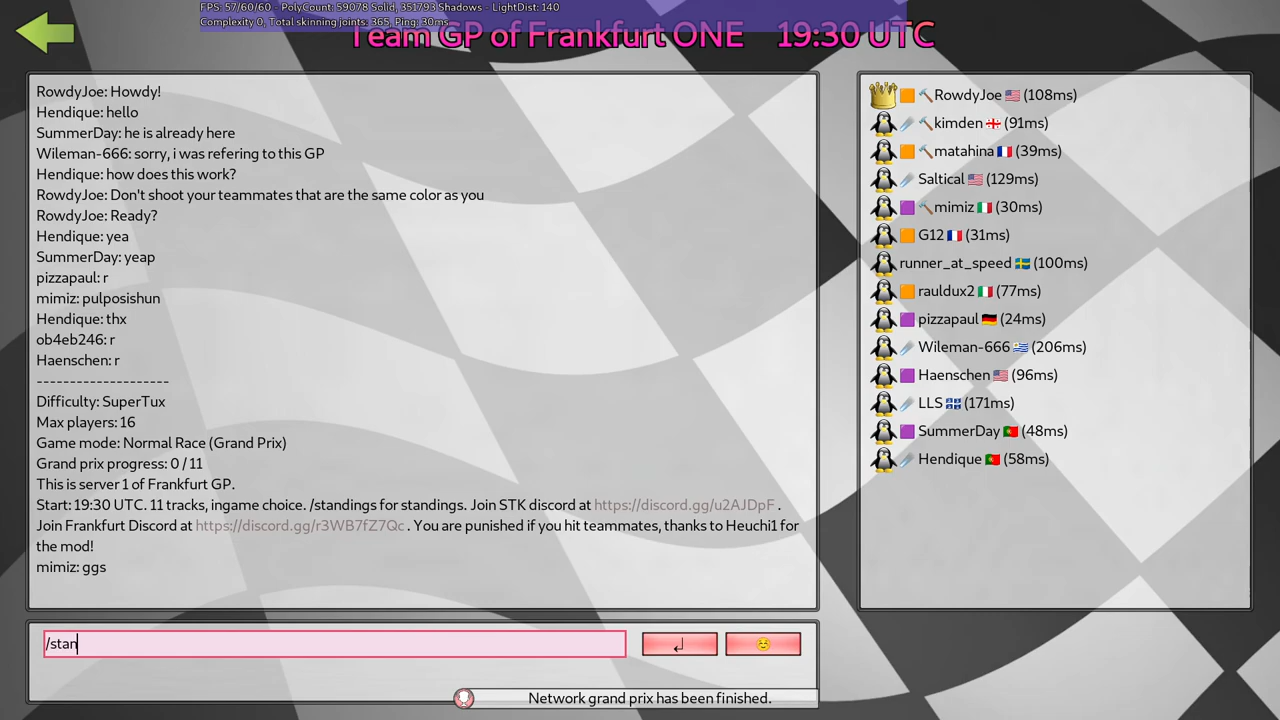 FPS: 57/60/60 - PolyCount: 59078 Solid, 351793 Shadows - LightDist: 140
Complexity 0, Total skinning joints: 365, Ping: 30ms
Team GP of Frankfurt ONE 19:30 UTC
RowdyJoe: Howdy!
Hendique: hello
SummerDay: he is already here
Wileman-666: sorry, i was refering to this GP
Hendique: how does this work?
RowdyJoe: Don't shoot your teammates that are the same color as you
RowdyJoe: Ready?
Hendique: yea
SummerDay: yeap
pizzapaul: r
mimiz: pulposishun
Hendique: thx
ob4eb246: r
Haenschen: r
--------------------
Difficulty: SuperTux
Max players: 16
Game mode: Normal Race (Grand Prix)
Grand prix progress: 0 / 11
This is server 1 of Frankfurt GP.
Start: 19:30 UTC. 11 tracks, ingame choice. /standings for standings. Join STK discord at https://discord.gg/u2AJDpF .
Join Frankfurt Discord at https://discord.gg/r3WB7fZ7Qc . You are punished if you hit teammates, thanks to Heuchi1 for
the mod!
mimiz: ggs
/stan
RowdyJoe (108ms)
kimden (91ms)
matahina (39ms)
Saltical (129ms)
mimiz (30ms)
G12 (31ms)
runner_at_speed (100ms)
rauldux2 (77ms)
pizzapaul (24ms)
Wileman-666 (206ms)
Haenschen (96ms)
LLS (171ms)
SummerDay (48ms)
Hendique (58ms)
Network grand prix has been finished.